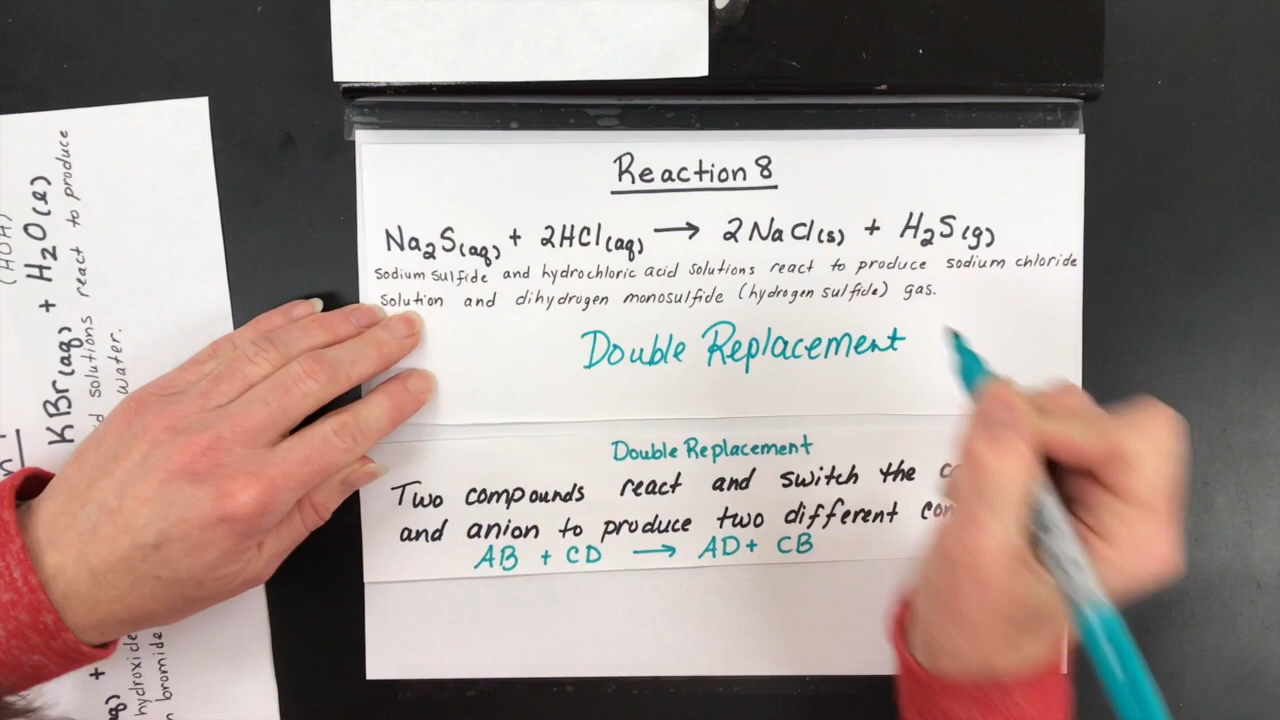 Reaction 8
Na₂S(aq) + 2HCl(aq) → 2NaCl(s) + H₂S(g)
Sodium sulfide and hydrochloric acid solutions react to produce sodium chloride
solution and dihydrogen monosulfide (hydrogen sulfide) gas.
Double Replacement
Double Replacement
Two compounds react and switch the
and anion to produce two different
AB + CD → AD + CB
(HOH)
KBr(aq) + H₂O(l)
solutions react to produce
water.
+
hydroxide
bromide